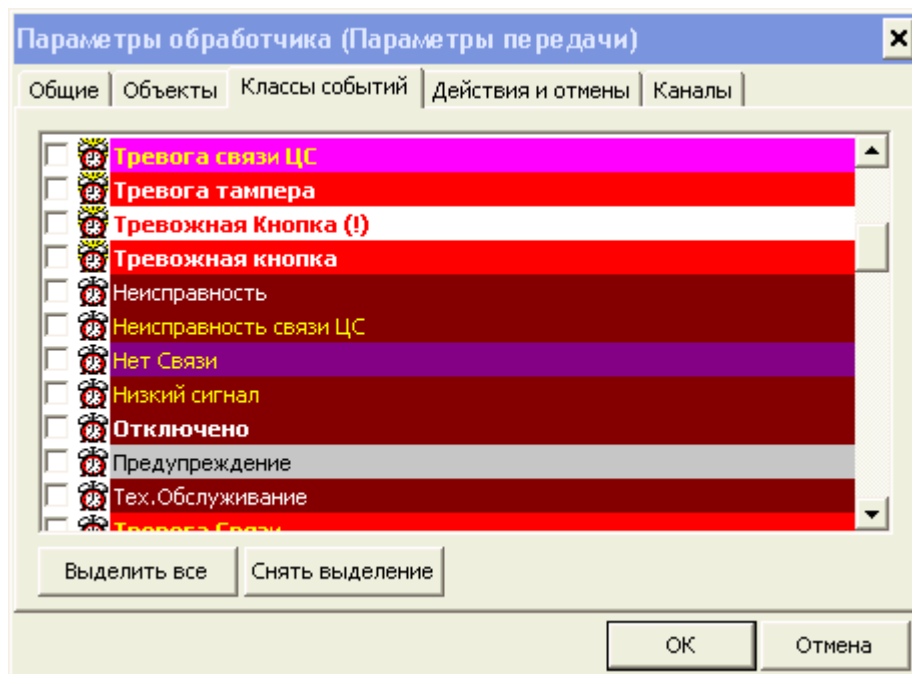 Параметры обработчика (Параметры передачи)
Общие Объекты Классы событий Действия и отмены Каналы
Тревога связи ЦС
Тревога тампера
Тревожная Кнопка (!)
Тревожная кнопка
Неисправность
Неисправность связи ЦС
Нет Связи
Низкий сигнал
Отключено
Предупреждение
Тех.Обслуживание
Тревога Связи
Выделить все Снять выделение
ОК Отмена